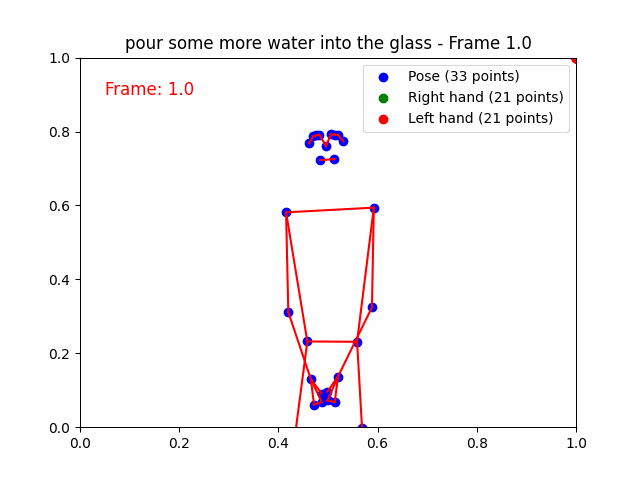 pour some more water into the glass - Frame 1.0
Frame: 1.0
Pose (33 points)
Right hand (21 points)
Left hand (21 points)
1.0
0.8
0.6
0.4
0.2
0.0
0.0 0.2 0.4 0.6 0.8 1.0